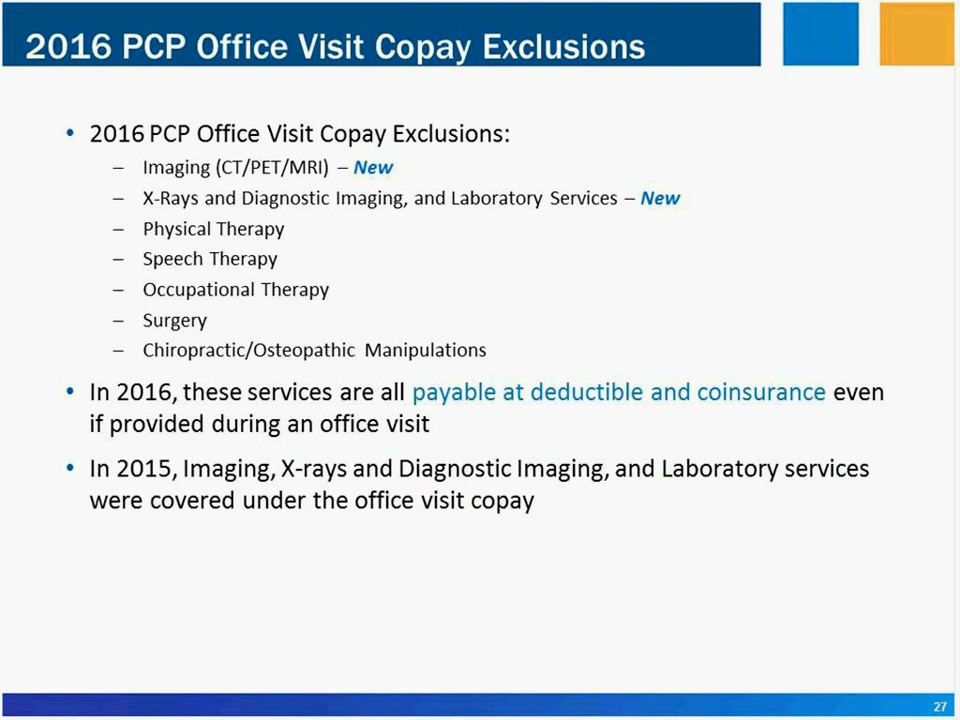 2016 PCP Office Visit Copay Exclusions
• 2016 PCP Office Visit Copay Exclusions:
– Imaging (CT/PET/MRI) – New
– X-Rays and Diagnostic Imaging, and Laboratory Services – New
– Physical Therapy
– Speech Therapy
– Occupational Therapy
– Surgery
– Chiropractic/Osteopathic Manipulations
• In 2016, these services are all payable at deductible and coinsurance even
if provided during an office visit
• In 2015, Imaging, X-rays and Diagnostic Imaging, and Laboratory services
were covered under the office visit copay
27